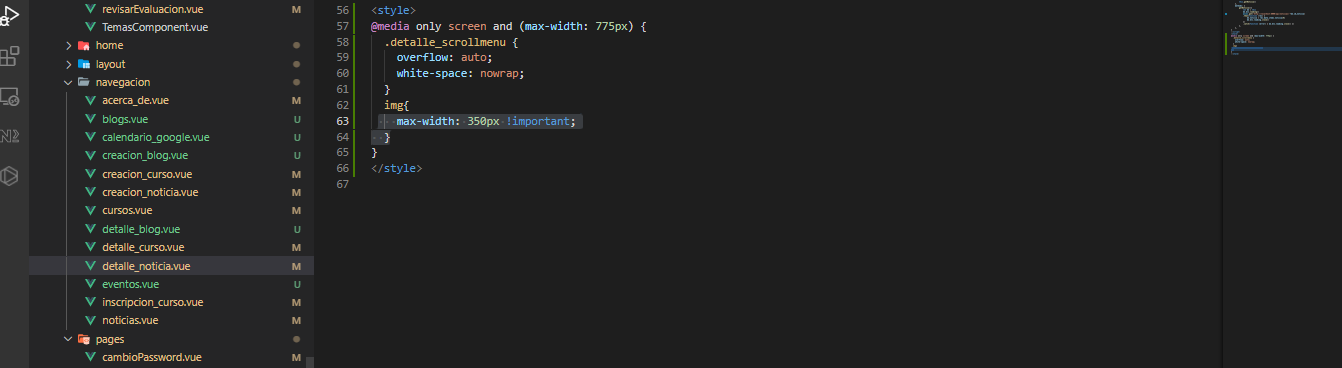 revisarEvaluacion.vue M
TemasComponent.vue
home
layout
navegacion
acerca_de.vue M
blogs.vue U
calendario_google.vue U
creacion_blog.vue U
creacion_curso.vue M
creacion_noticia.vue M
cursos.vue M
detalle_blog.vue U
detalle_curso.vue M
detalle_noticia.vue M
eventos.vue U
inscripcion_curso.vue M
noticias.vue M
pages
cambioPassword.vue M
56 <style>
57 @media only screen and (max-width: 775px) {
58 .detalle_scrollmenu {
59 overflow: auto;
60 white-space: nowrap;
61 }
62 img{
63 max-width: 350px !important;
64 }
65 }
66 </style>
67